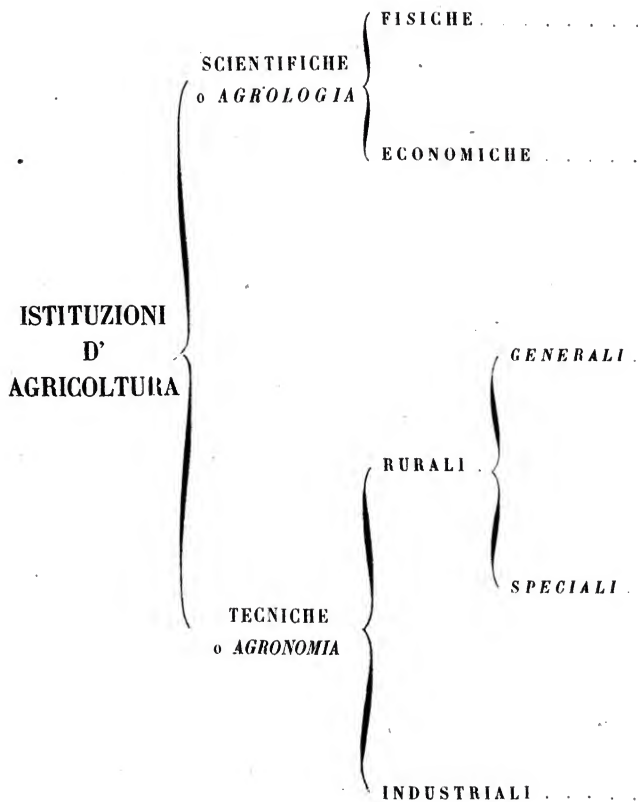 FISICHE . . . . . . . .
SCIENTIFICHE
o AGROLOGIA
ECONOMICHE . . . . .
ISTITUZIONI
D'
AGRICOLTURA
GENERALI .
RURALI .
SPECIALI .
TECNICHE
o AGRONOMIA
INDUSTRIALI . . . . .